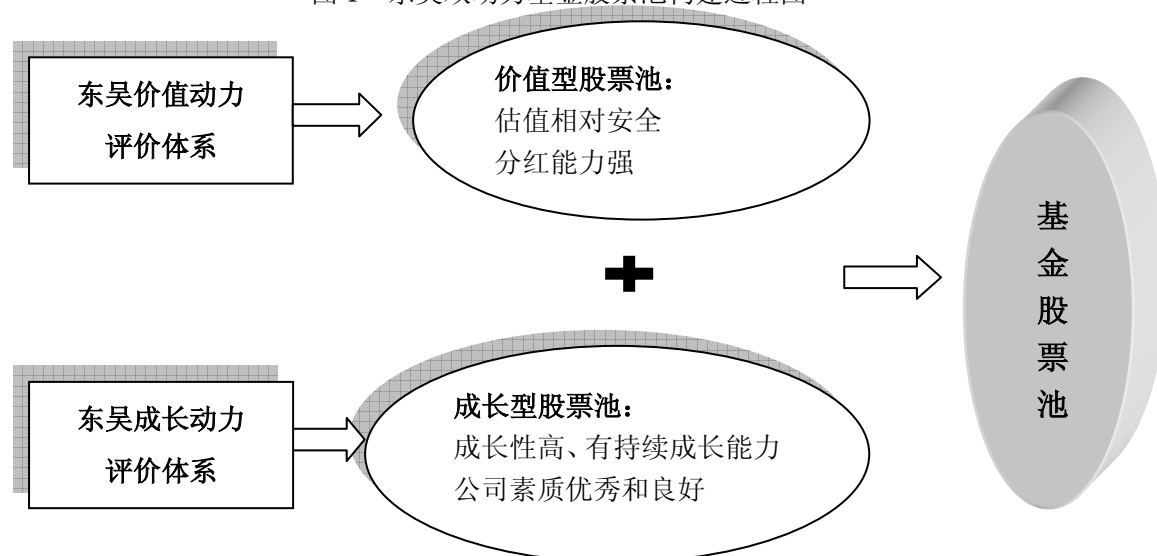 东吴价值动力
评价体系
价值型股票池：
估值相对安全
分红能力强
基
金
股
票
池
东吴成长动力
评价体系
成长型股票池：
成长性高、有持续成长能力
公司素质优秀和良好